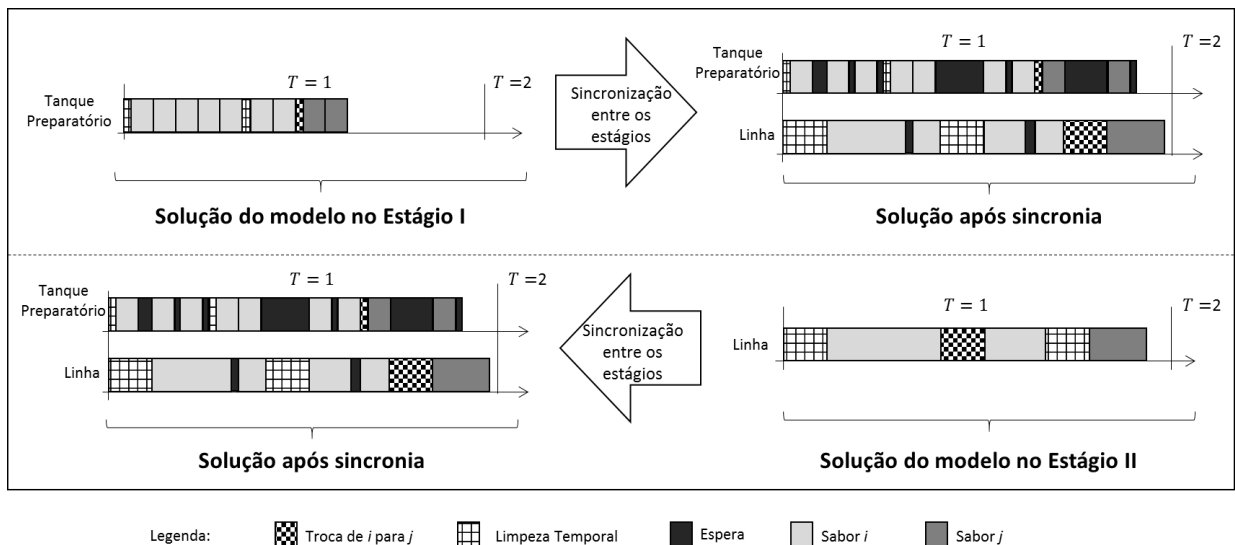 T = 1
T =2
Tanque
Preparatório
Solução do modelo no Estágio I
Sincronização
entre os
estágios
T = 1
T =2
Tanque
Preparatório
Linha
Solução após sincronia
T = 1
T =2
Tanque
Preparatório
Linha
Solução após sincronia
Sincronização
entre os
estágios
T = 1
T =2
Linha
Solução do modelo no Estágio II
Legenda: Troca de i para j Limpeza Temporal Espera Sabor i Sabor j